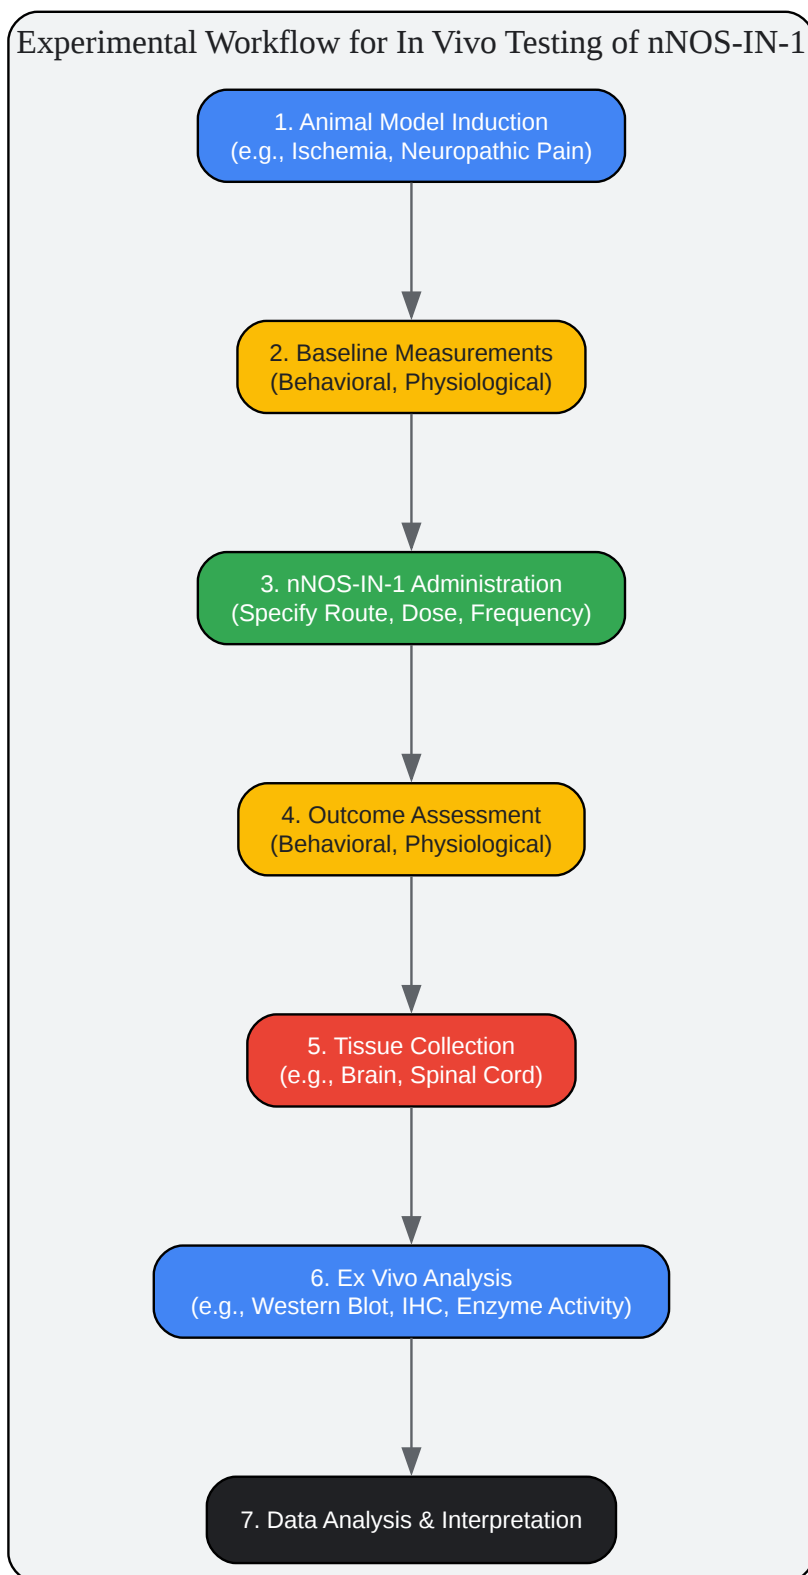 Experimental Workflow for In Vivo Testing of nNOS-IN-1
1. Animal Model Induction
(e.g., Ischemia, Neuropathic Pain)
2. Baseline Measurements
(Behavioral, Physiological)
3. nNOS-IN-1 Administration
(Specify Route, Dose, Frequency)
4. Outcome Assessment
(Behavioral, Physiological)
5. Tissue Collection
(e.g., Brain, Spinal Cord)
6. Ex Vivo Analysis
(e.g., Western Blot, IHC, Enzyme Activity)
7. Data Analysis & Interpretation